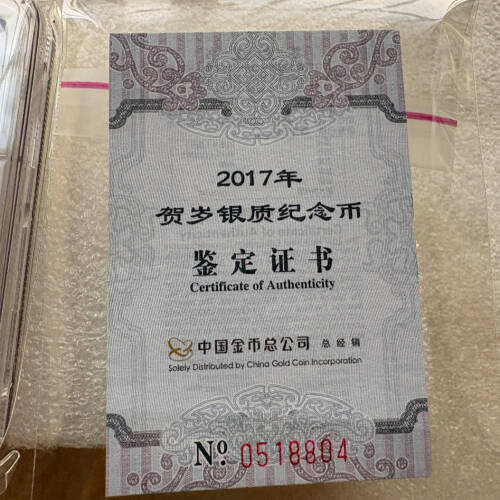 2017年
贺岁银质纪念币
鉴定证书
Certificate of Authenticity
中国金币总公司 总经销
Solely Distributed by China Gold Coin Incorporation
№ 0518804